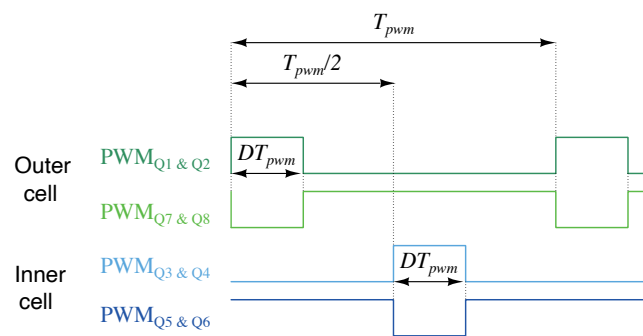 T_pwm
T_pwm/2
Outer cell
PWM_Q1 & Q2
DT_pwm
PWM_Q7 & Q8
Inner cell
PWM_Q3 & Q4
DT_pwm
PWM_Q5 & Q6